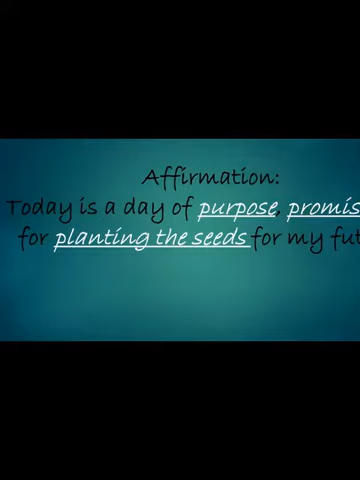 Affirmation:
Today is a day of purpose, promis
for planting the seeds for my fut